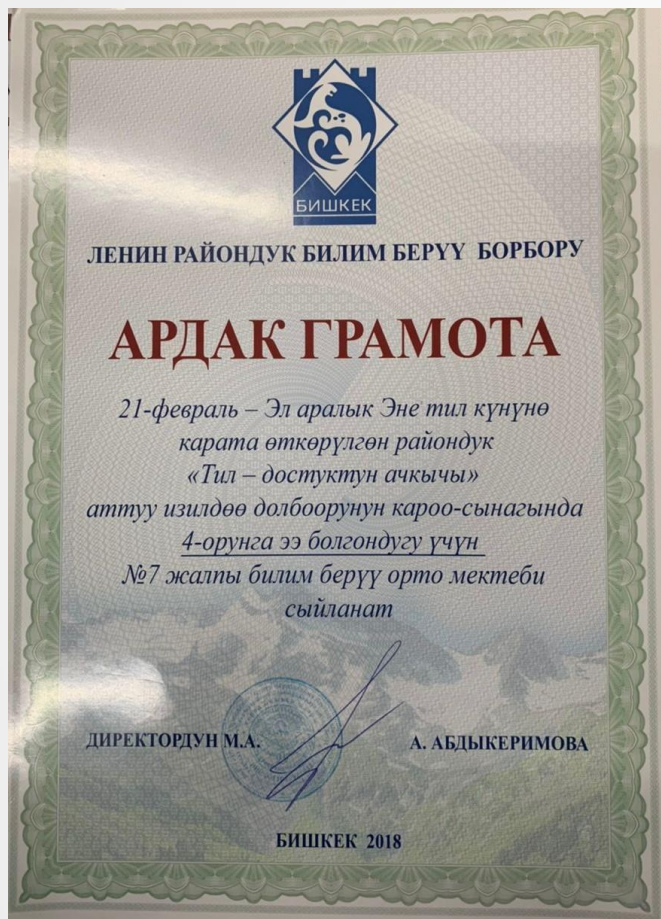 БИШКЕК
ЛЕНИН РАЙОНДУК БИЛИМ БЕРҮҮ БОРБОРУ
АРДАК ГРАМОТА
21-февраль – Эл аралык Эне тил күнүнө
карата өткөрүлгөн райондук
«Тил – достуктун ачкычы»
аттуу изилдөө долбоорунун кароо-сынагында
4-орунга ээ болгондугу үчүн
№7 жалпы билим берүү орто мектеби
сыйланат
ДИРЕКТОРДУН М.А. А. АБДЫКЕРИМОВА
БИШКЕК 2018